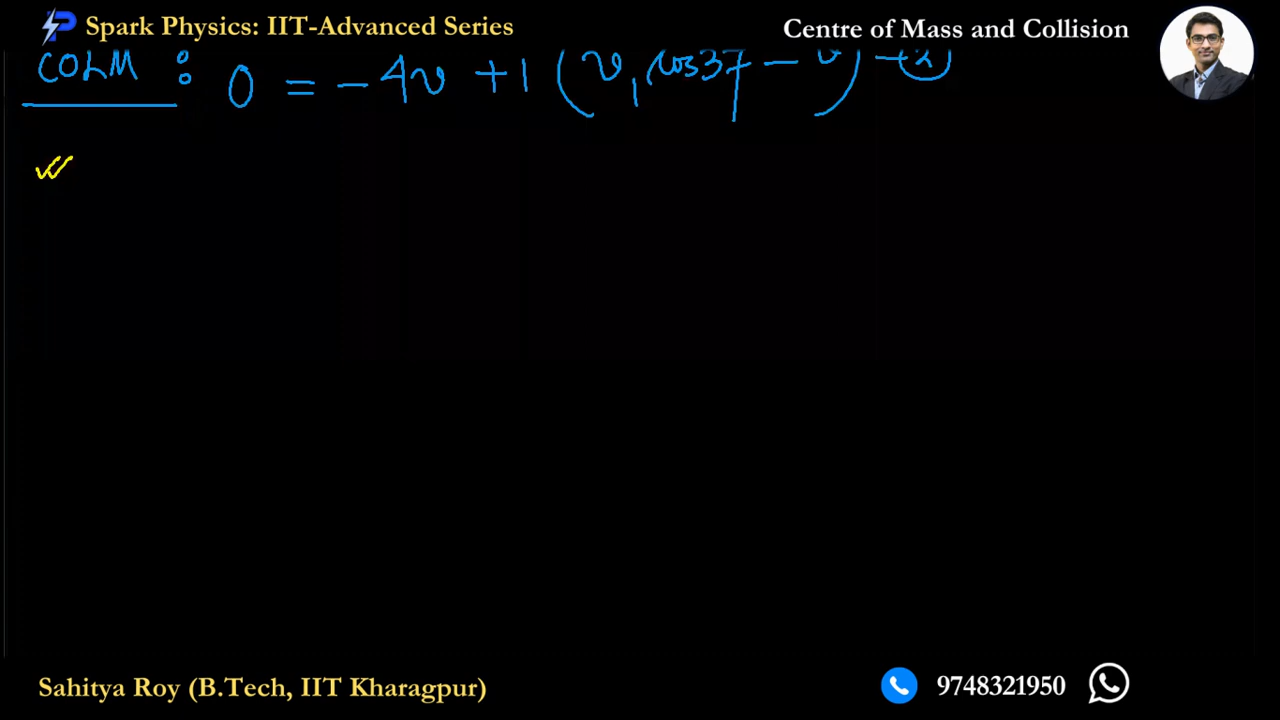 Spark Physics: IIT-Advanced Series
Centre of Mass and Collision
COLM : 0 = -4v + 1 (v₁ cos37 - v) -(2)
Sahitya Roy (B.Tech, IIT Kharagpur)
9748321950